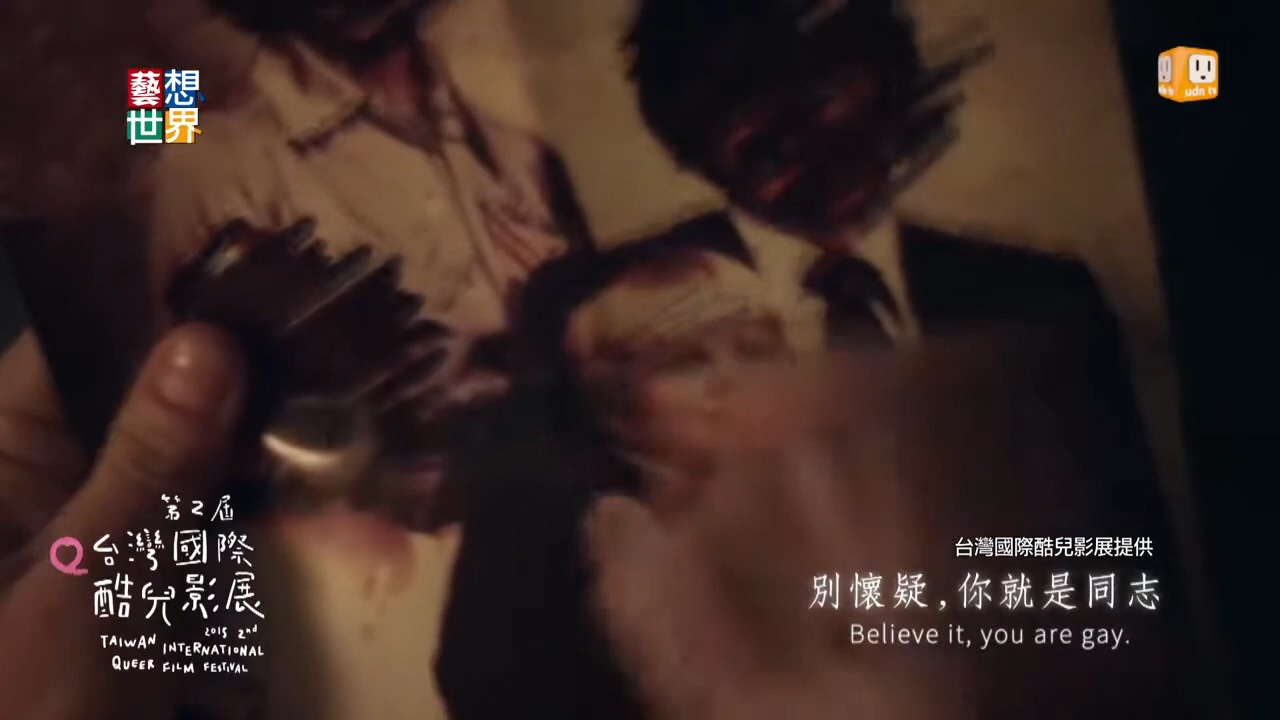 藝想
世界
udn tv
第2屆
台灣國際
酷兒影展
2015 2nd
TAIWAN INTERNATIONAL
QUEER FILM FESTIVAL
台灣國際酷兒影展提供
別懷疑,你就是同志
Believe it, you are gay.